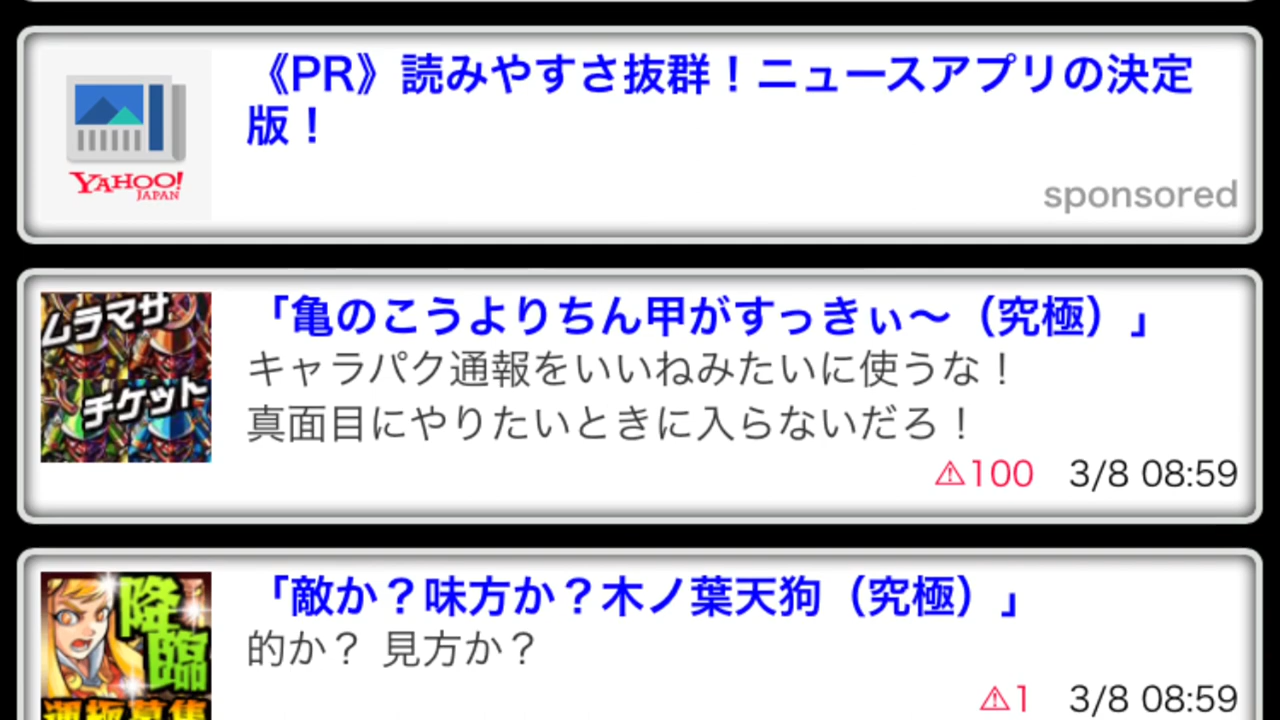 《PR》読みやすさ抜群！ニュースアプリの決定
版！
YAHOO!
JAPAN
sponsored
ムラマサ
チケット
「亀のこうよりちん甲がすっきぃ〜（究極）」
キャラパク通報をいいねみたいに使うな！
真面目にやりたいときに入らないだろ！
⚠100 3/8 08:59
降臨
運極募集
「敵か？味方か？木ノ葉天狗（究極）」
的か？ 見方か？
⚠1 3/8 08:59